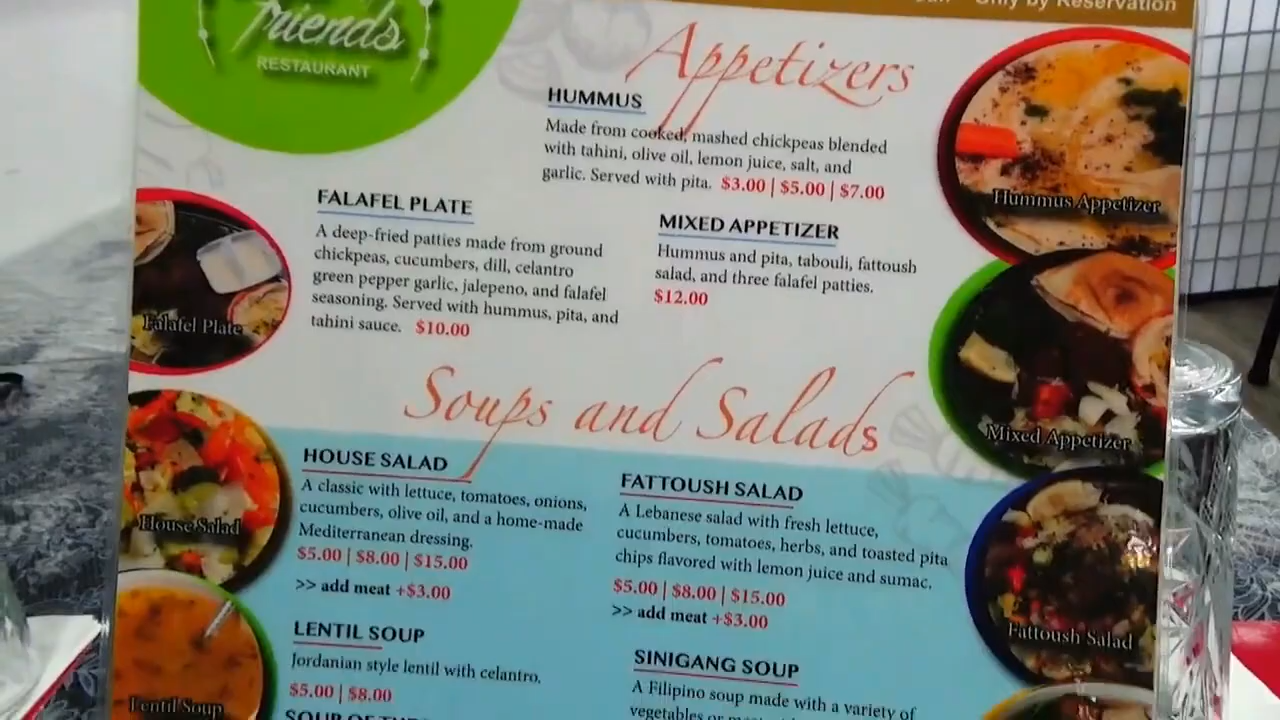 Only by Reservation
Friends
RESTAURANT
Appetizers
HUMMUS
Made from cooked, mashed chickpeas blended
with tahini, olive oil, lemon juice, salt, and
garlic. Served with pita. $3.00 | $5.00 | $7.00
Hummus Appetizer
FALAFEL PLATE
A deep-fried patties made from ground
chickpeas, cucumbers, dill, celantro
green pepper garlic, jalepeno, and falafel
seasoning. Served with hummus, pita, and
tahini sauce. $10.00
Falafel Plate
MIXED APPETIZER
Hummus and pita, tabouli, fattoush
salad, and three falafel patties.
$12.00
Mixed Appetizer
Soups and Salads
HOUSE SALAD
A classic with lettuce, tomatoes, onions,
cucumbers, olive oil, and a home-made
Mediterranean dressing.
$5.00 | $8.00 | $15.00
>> add meat +$3.00
House Salad
FATTOUSH SALAD
A Lebanese salad with fresh lettuce,
cucumbers, tomatoes, herbs, and toasted pita
chips flavored with lemon juice and sumac.
$5.00 | $8.00 | $15.00
>> add meat +$3.00
Fattoush Salad
LENTIL SOUP
Jordanian style lentil with celantro.
$5.00 | $8.00
Lentil Soup
SOUP OF
SINIGANG SOUP
A Filipino soup made with a variety of
vegetables or